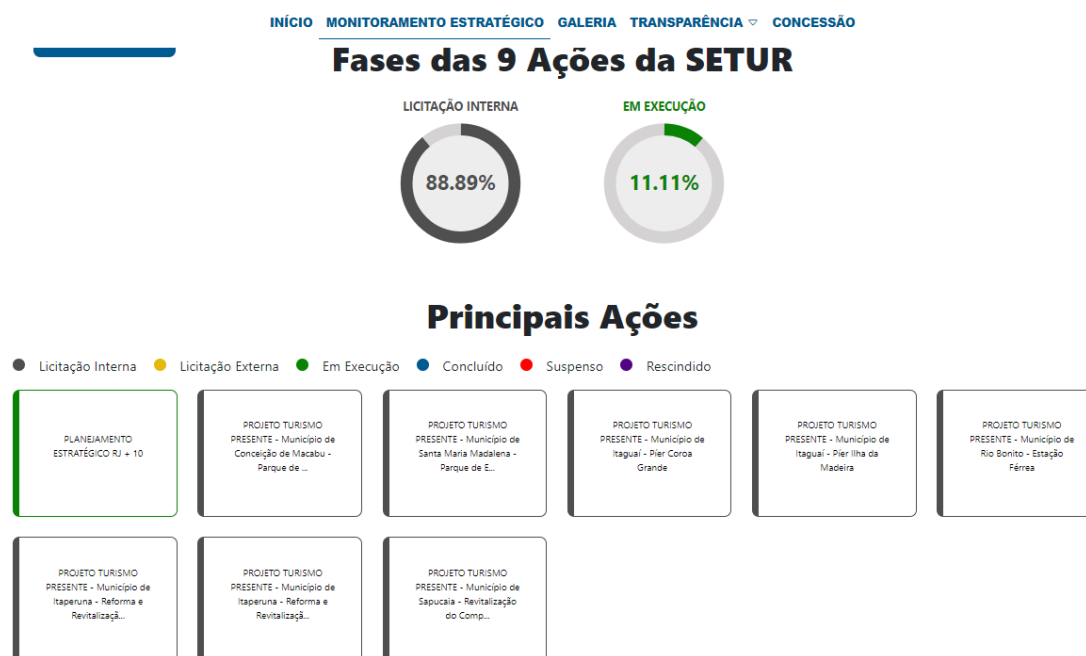 INÍCIO MONITORAMENTO ESTRATÉGICO GALERIA TRANSPARÊNCIA CONCESSÃO
Fases das 9 Ações da SETUR
LICITAÇÃO INTERNA
88.89%
EM EXECUÇÃO
11.11%
Principais Ações
Licitação Interna Licitação Externa Em Execução Concluído Suspenso Rescindido
PLANEJAMENTO
ESTRATÉGICO RJ + 10
PROJETO TURISMO
PRESENTE - Município de
Conceição de Macabu -
Parque de ...
PROJETO TURISMO
PRESENTE - Município de
Santa Maria Madalena -
Parque de E...
PROJETO TURISMO
PRESENTE - Município de
Itaguaí - Píer Coroa
Grande
PROJETO TURISMO
PRESENTE - Município de
Itaguaí - Píer Ilha da
Madeira
PROJETO TURISMO
PRESENTE - Município de
Rio Bonito - Estação
Férrea
PROJETO TURISMO
PRESENTE - Município de
Itaperuna - Reforma e
Revitalizaçã...
PROJETO TURISMO
PRESENTE - Município de
Itaperuna - Reforma e
Revitalizaçã...
PROJETO TURISMO
PRESENTE - Município de
Sapucaia - Revitalização
do Comp...